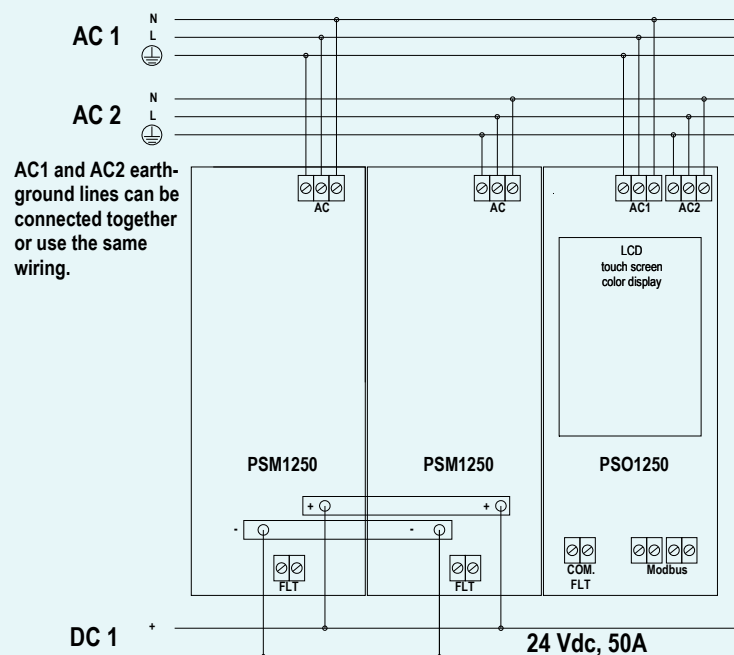 N
AC 1 L
N
AC 2 L
AC1 and AC2 earth-
ground lines can be
connected together
or use the same
wiring.
AC AC AC1 AC2
LCD
touch screen
color display
PSM1250 PSM1250 PSO1250
+ +
- -
FLT FLT COM. Modbus
FLT
DC 1 + 24 Vdc, 50A